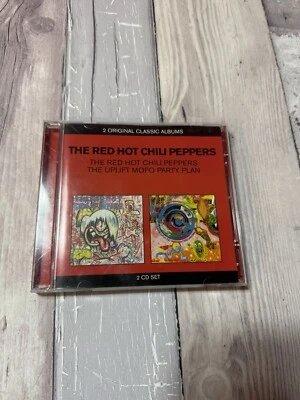 2 ORIGINAL CLASSIC ALBUMS
THE RED HOT CHILI PEPPERS
THE RED HOT CHILI PEPPERS
THE UPLIFT MOFO PARTY PLAN
2 CD SET